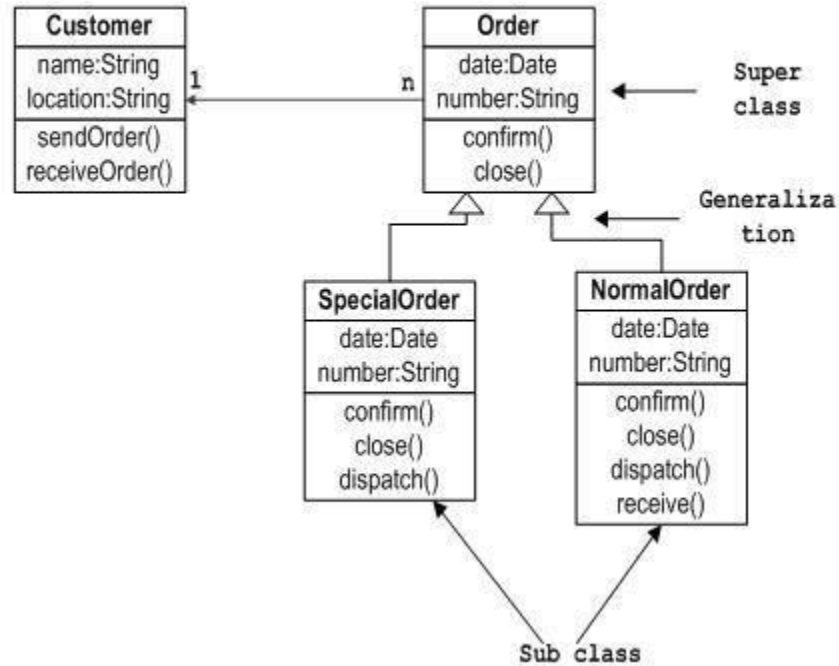 Customer
name:String
location:String
sendOrder()
receiveOrder()
1
n
Order
date:Date
number:String
confirm()
close()
Super
class
Generaliza
tion
SpecialOrder
date:Date
number:String
confirm()
close()
dispatch()
NormalOrder
date:Date
number:String
confirm()
close()
dispatch()
receive()
Sub class